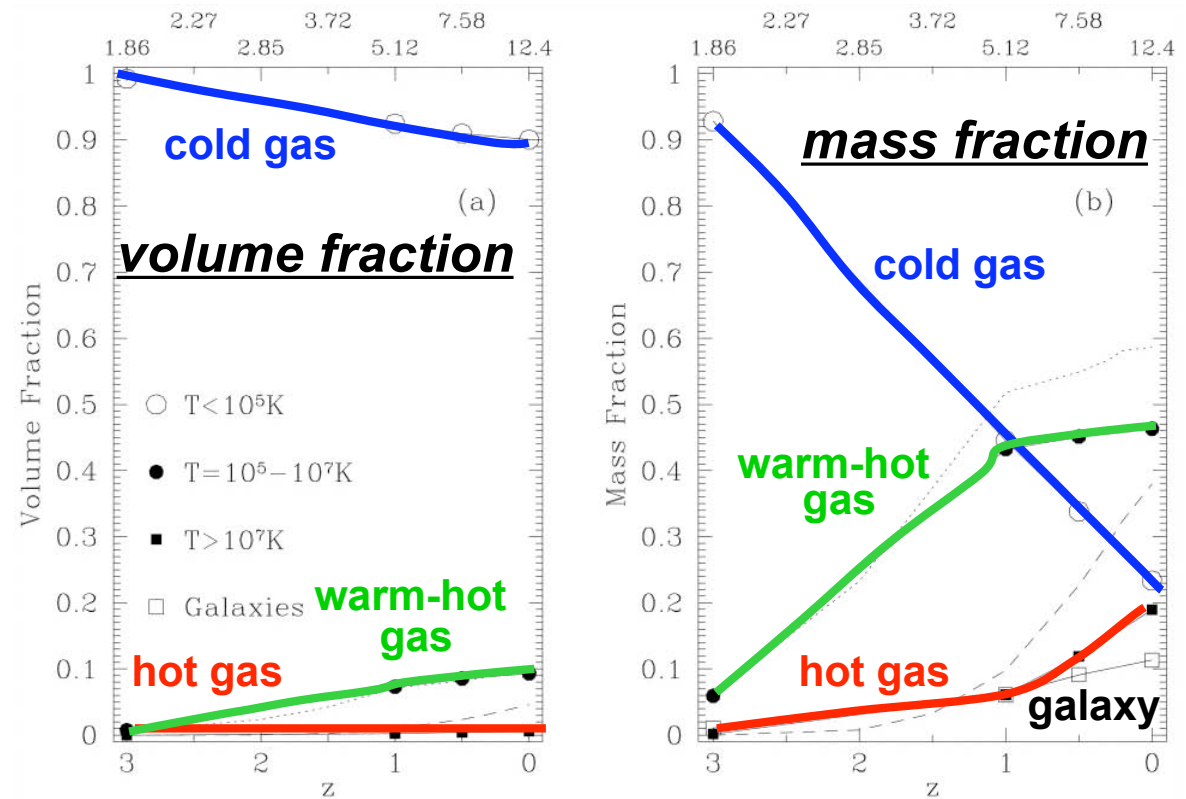 2.27 3.72 7.58
1.86 2.85 5.12 12.4
1
0.9
0.8
0.7
0.6
0.5
0.4
0.3
0.2
0.1
0
Volume Fraction
cold gas
(a)
volume fraction
T<10⁵K
T=10⁵−10⁷K
T>10⁷K
Galaxies
warm-hot
gas
hot gas
3 2 1 0
z
2.27 3.72 7.58
1.86 2.85 5.12 12.4
1
0.9
0.8
0.7
0.6
0.5
0.4
0.3
0.2
0.1
0
Mass Fraction
mass fraction
(b)
cold gas
warm-hot
gas
hot gas
galaxy
3 2 1 0
z